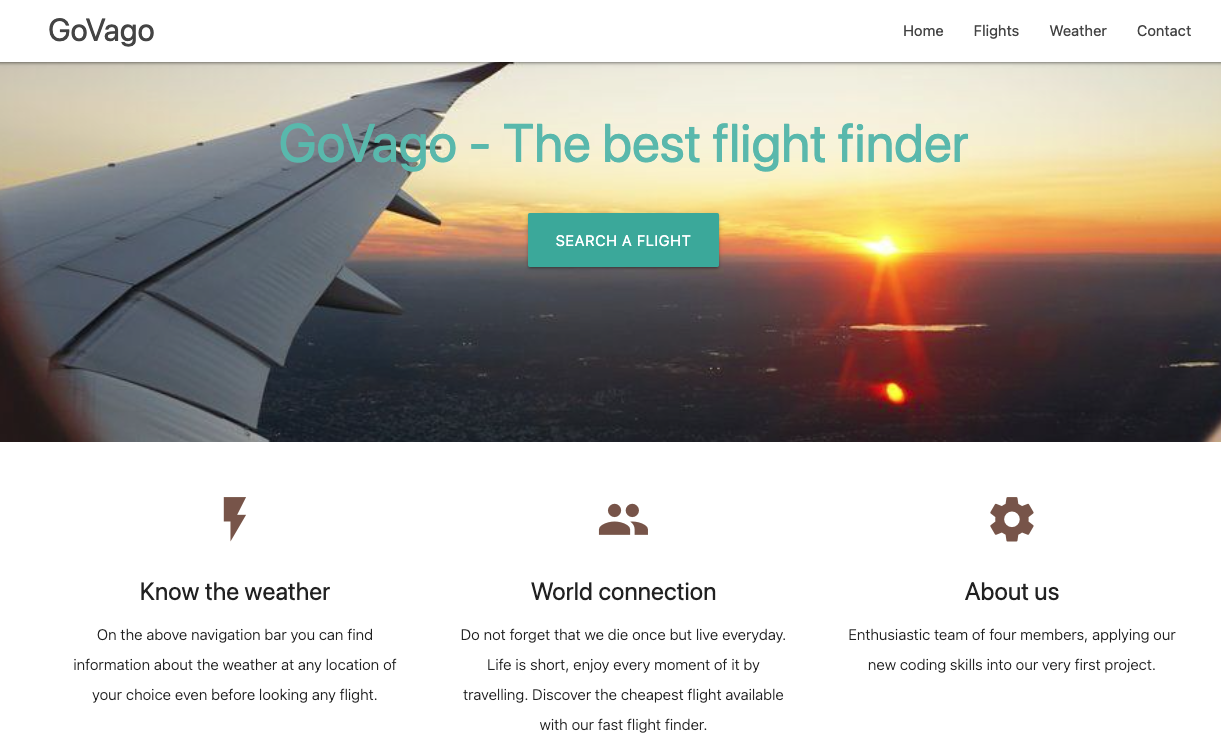 GoVago
Home Flights Weather Contact
GoVago - The best flight finder
SEARCH A FLIGHT
Know the weather
On the above navigation bar you can find
information about the weather at any location of
your choice even before looking any flight.
World connection
Do not forget that we die once but live everyday.
Life is short, enjoy every moment of it by
travelling. Discover the cheapest flight available
with our fast flight finder.
About us
Enthusiastic team of four members, applying our
new coding skills into our very first project.